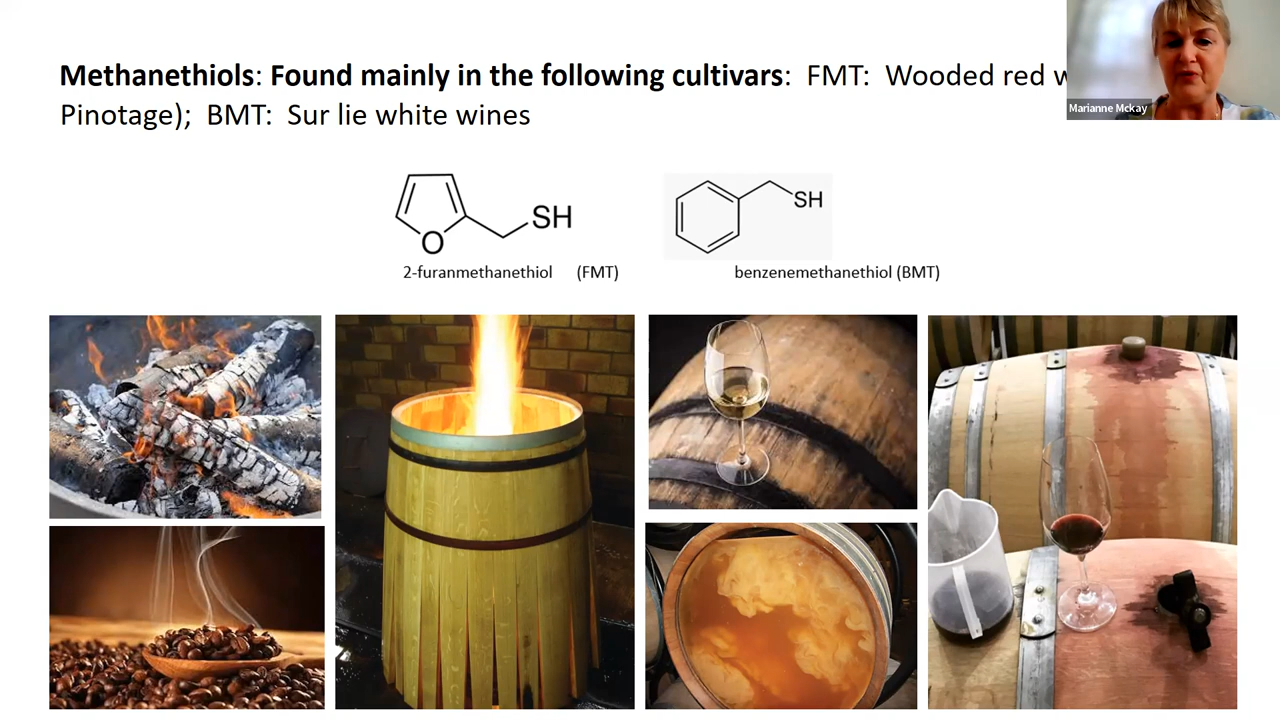 Methanethiols: Found mainly in the following cultivars: FMT: Wooded red
Marianne Mckay
Pinotage); BMT: Sur lie white wines
SH
O
SH
2-furanmethanethiol (FMT)
benzenemethanethiol (BMT)